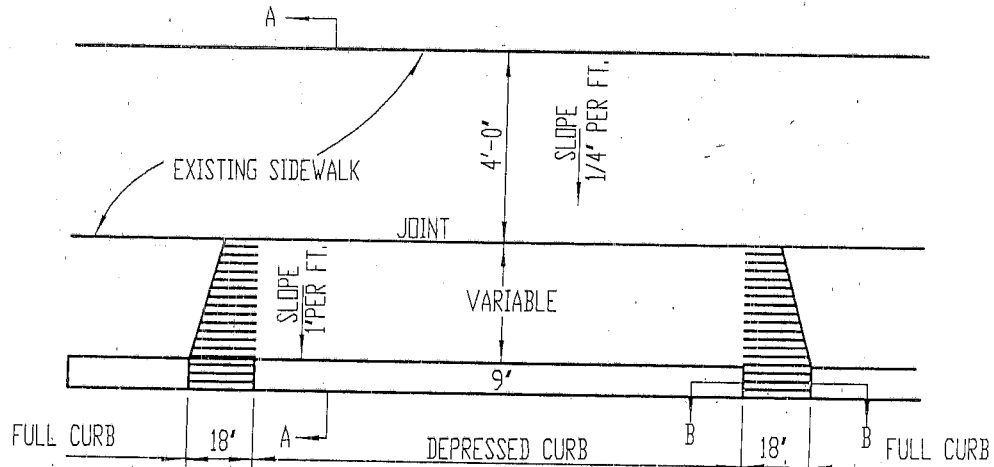 A
EXISTING SIDEWALK
4'-0'
SLOPE
1/4' PER FT.
JOINT
SLOPE
1'PER FT.
VARIABLE
9'
A
B
B
FULL CURB
18'
DEPRESSED CURB
18'
FULL CURB